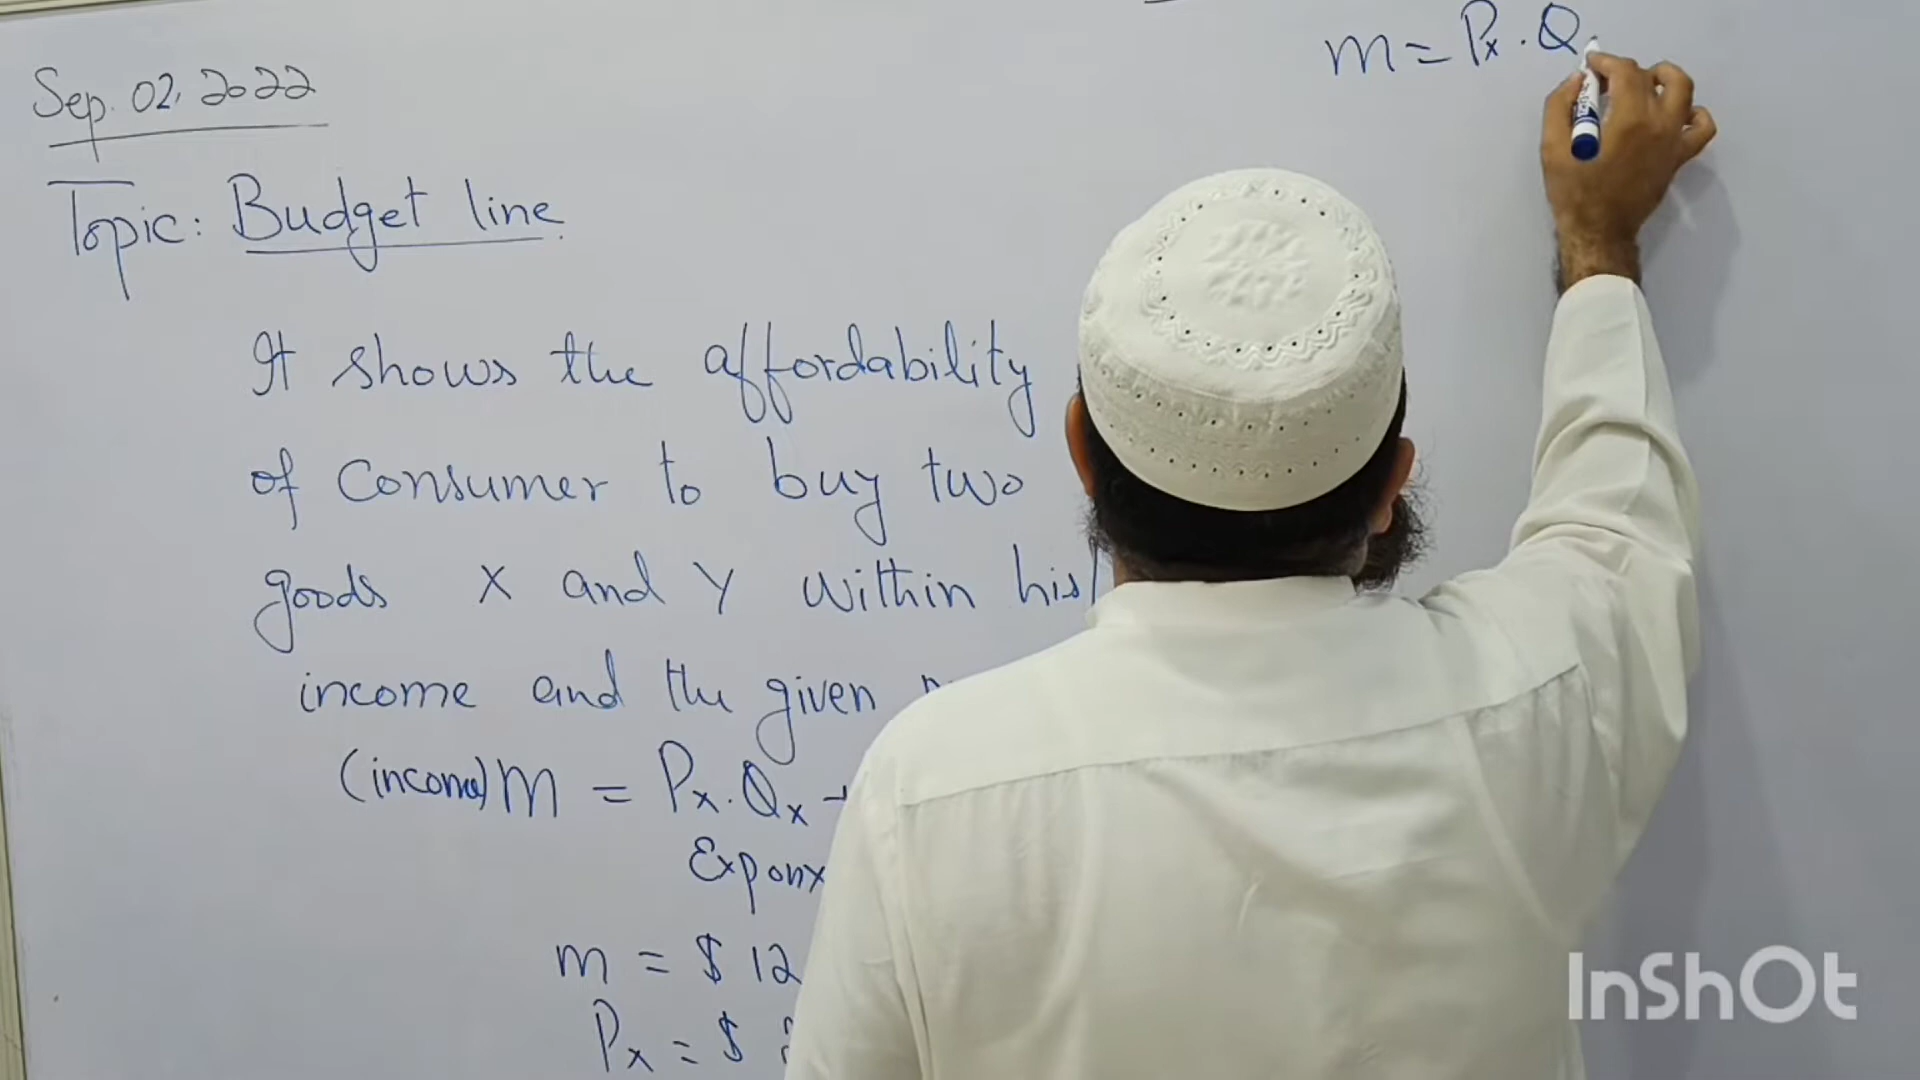 Sep. 02, 2022
Topic: Budget line.
It shows the affordability
of Consumer to buy two
goods X and Y within his/
income and the given
(income) M = Px. Qx +
Exponx
m = $ 12
Px = $
m = Px . Q
InShOt